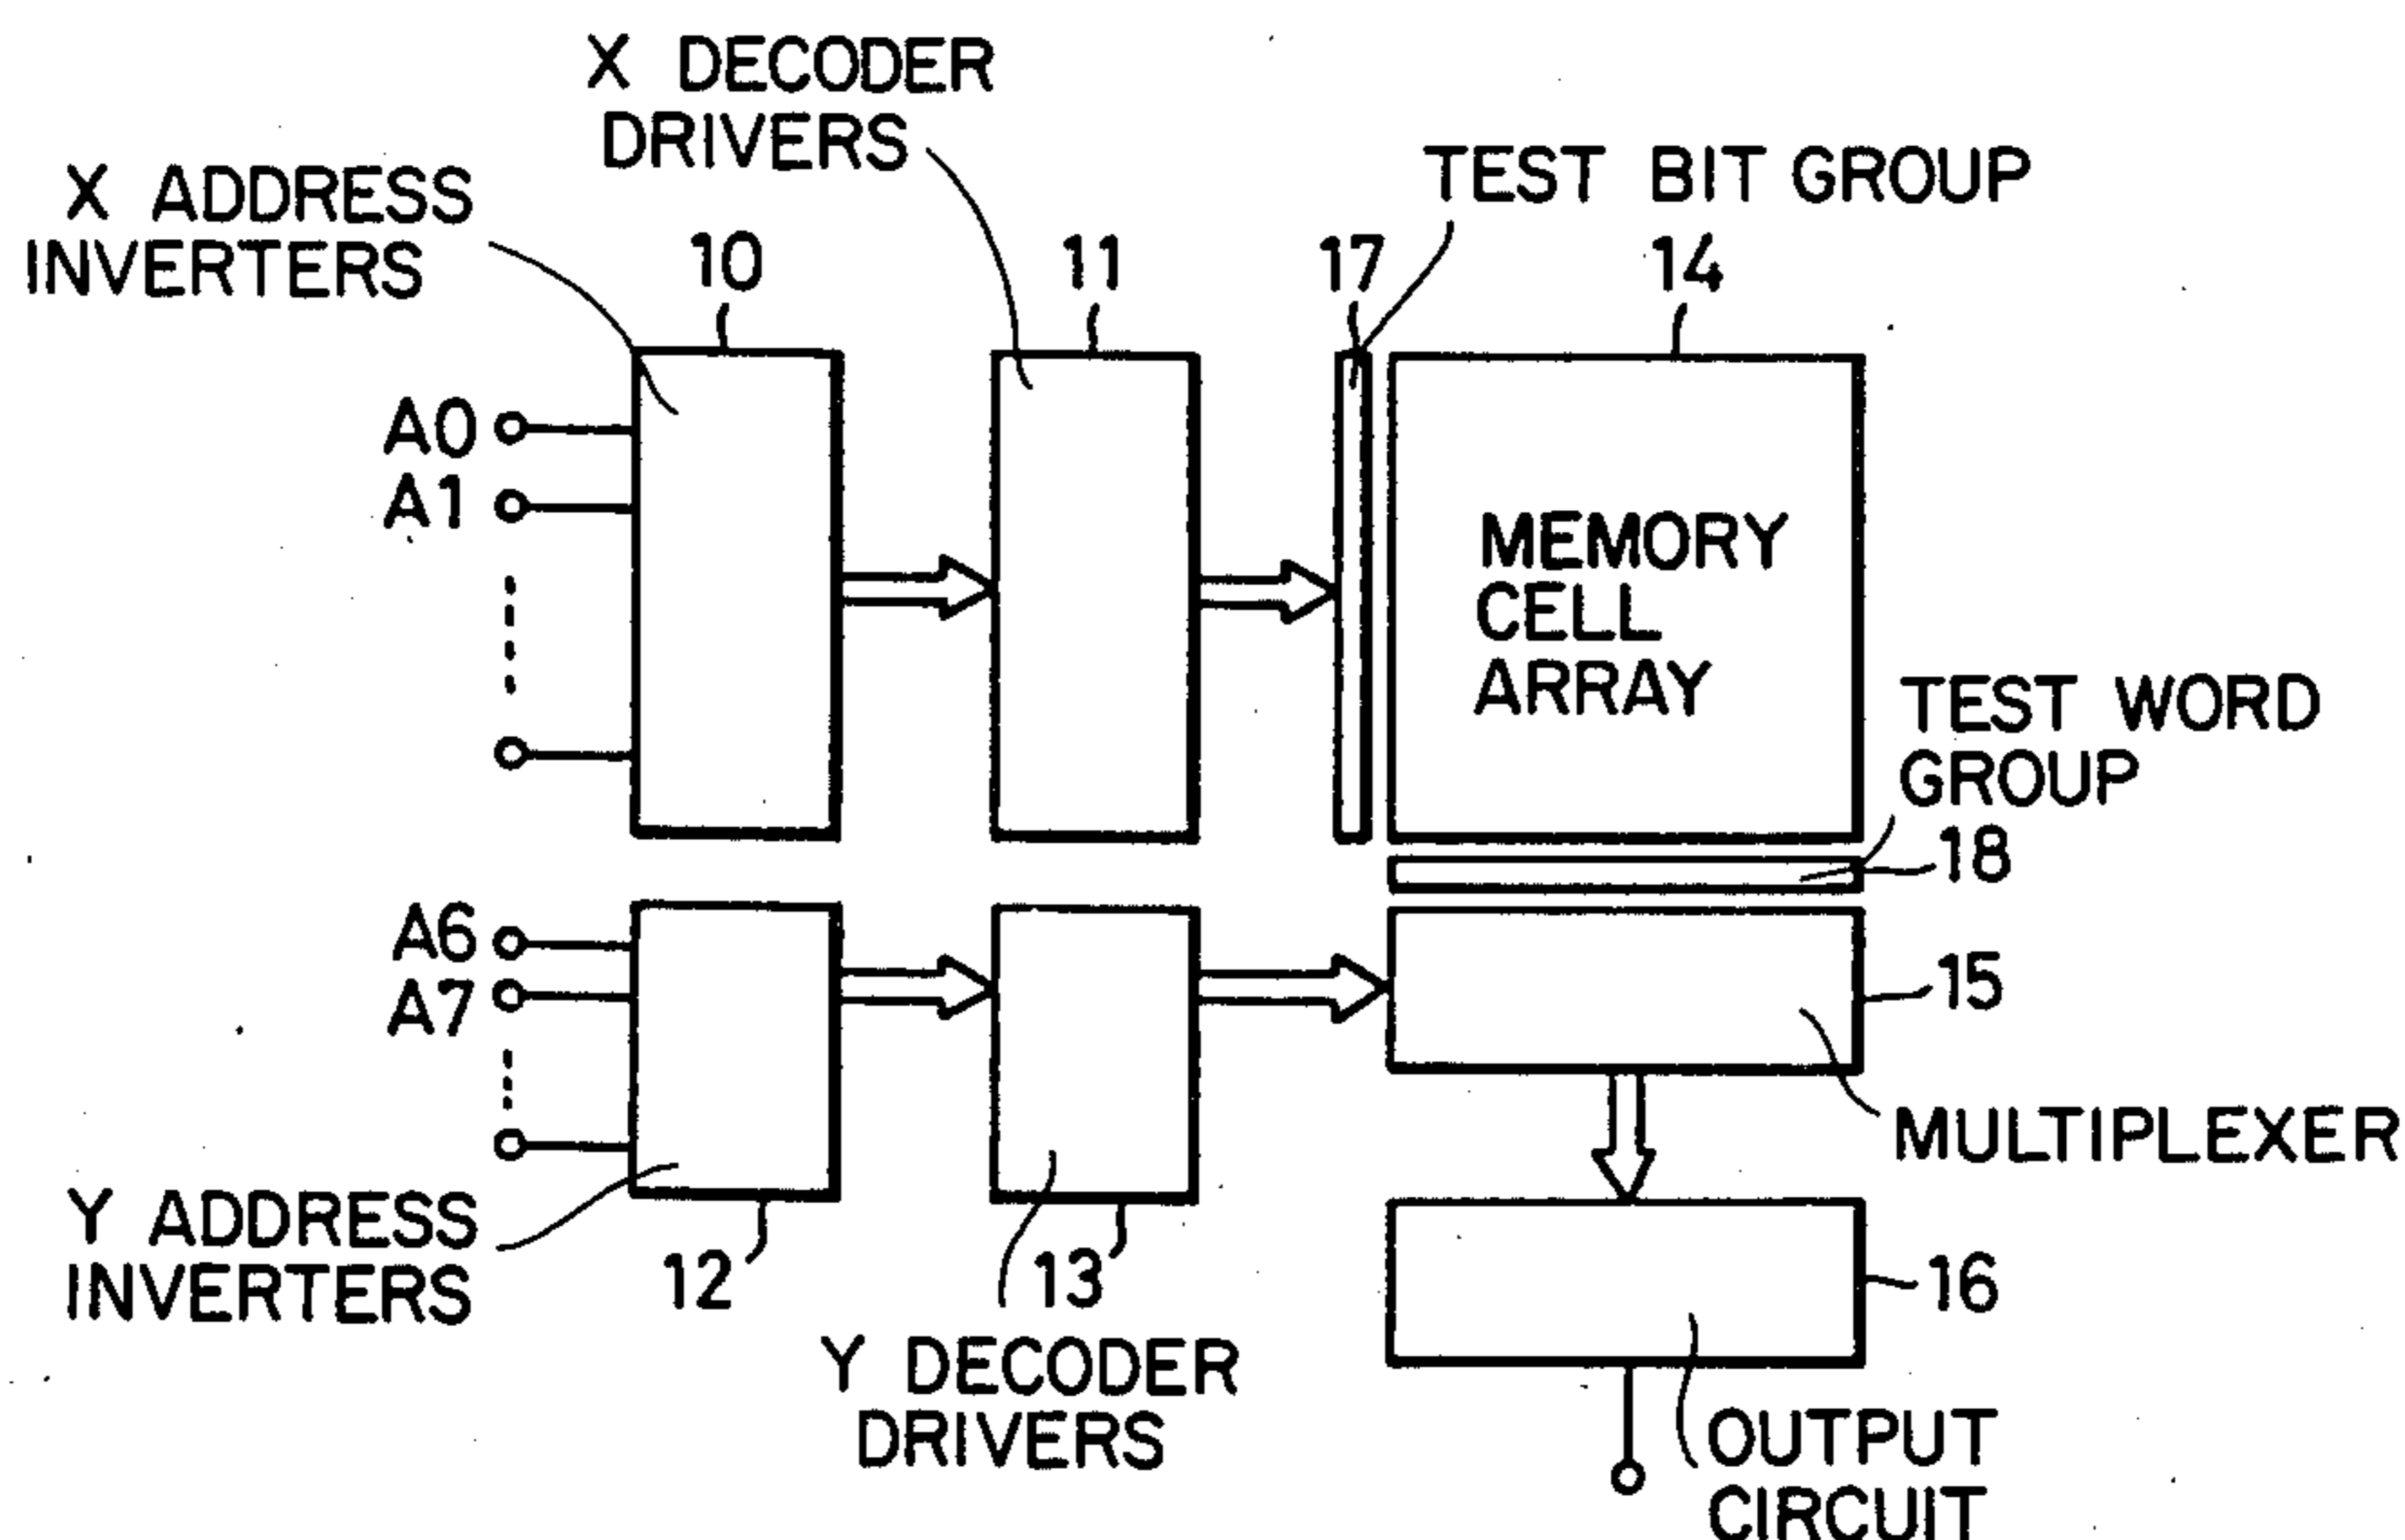 X DECODER
DRIVERS
X ADDRESS
INVERTERS
TEST BIT GROUP
10
11
17
14
A0
A1
MEMORY
CELL
ARRAY
TEST WORD
GROUP
18
A6
A7
15
MULTIPLEXER
Y ADDRESS
INVERTERS
12
13
16
Y DECODER
DRIVERS
OUTPUT
CIRCUIT